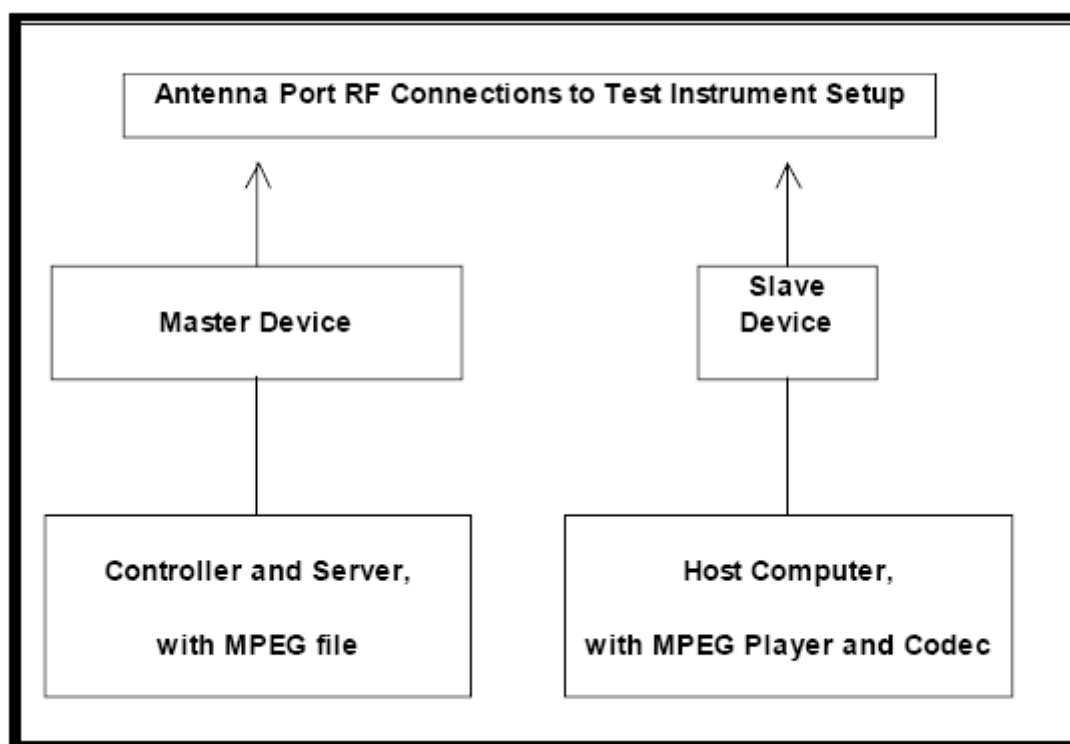 Antenna Port RF Connections to Test Instrument Setup
Master Device
Slave
Device
Controller and Server,
with MPEG file
Host Computer,
with MPEG Player and Codec